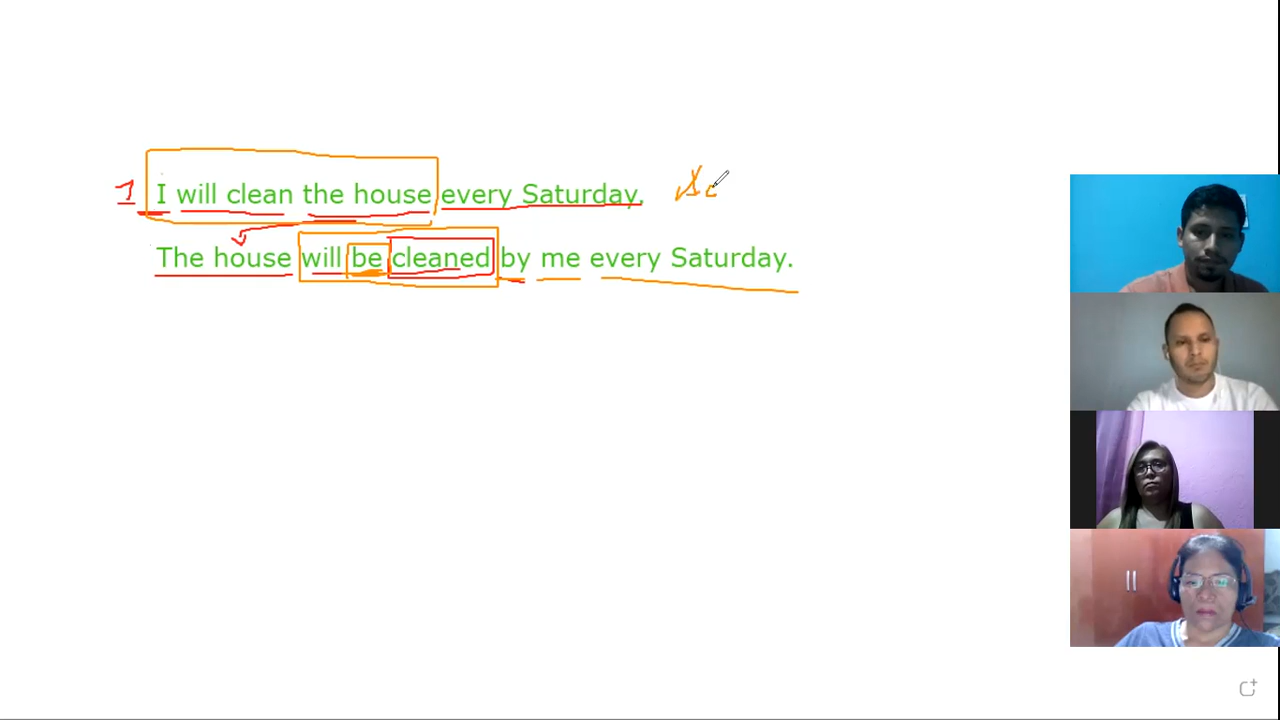 1 I will clean the house every Saturday.
The house will be cleaned by me every Saturday.